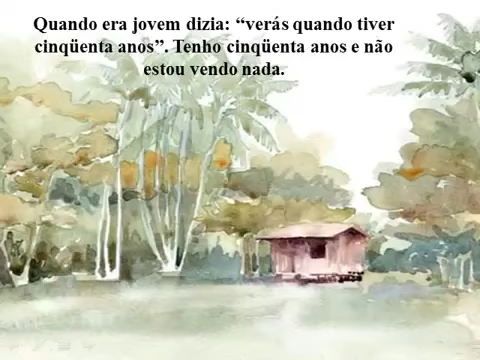 Quando era jovem dizia: “verás quando tiver
cinqüenta anos”. Tenho cinqüenta anos e não
estou vendo nada.